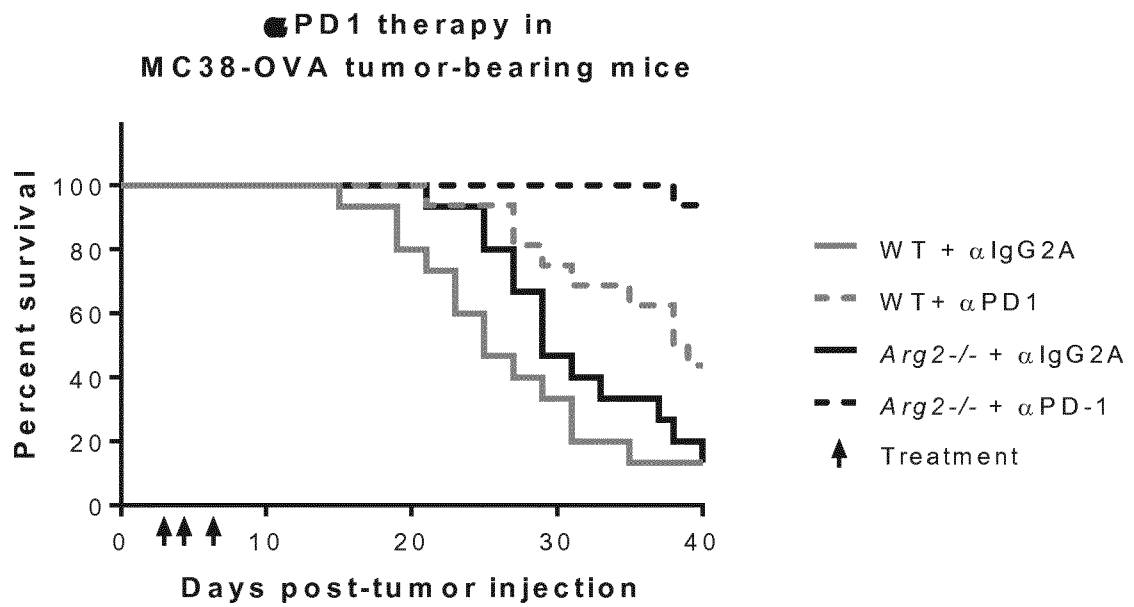 αPD1 therapy in
MC38-OVA tumor-bearing mice
Percent survival
100
80
60
40
20
0
0 10 20 30 40
Days post-tumor injection
WT + αIgG2A
WT + αPD1
Arg2-/- + αIgG2A
Arg2-/- + αPD-1
Treatment